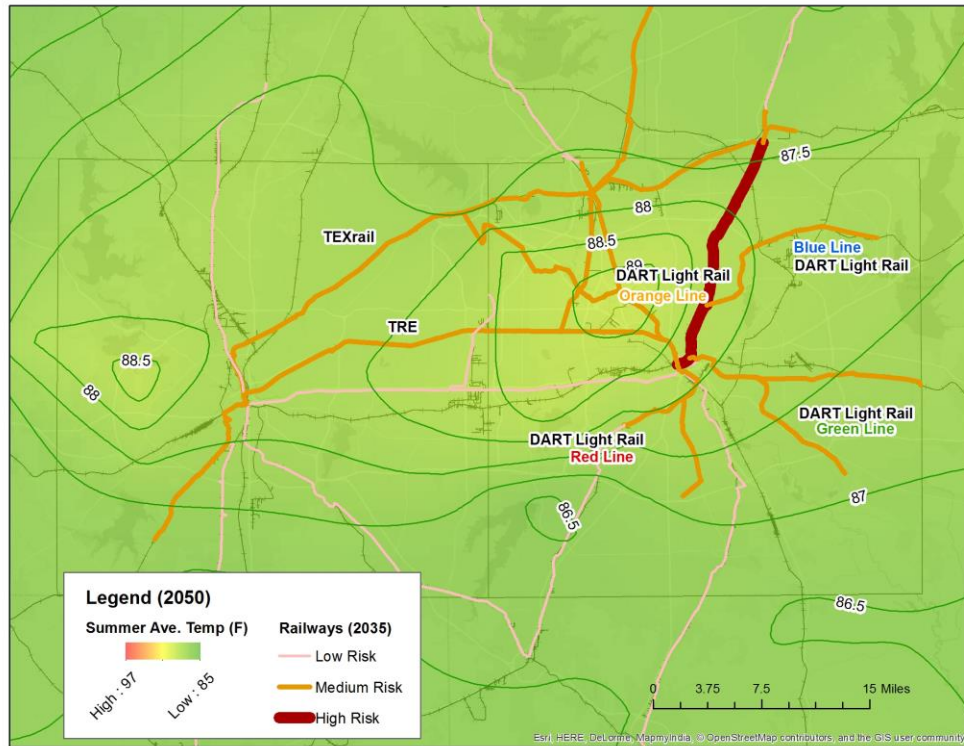 87.5
88
TEXrail
88.5
Blue Line
89
DART Light Rail
DART Light Rail
Orange Line
TRE
88.5
88
DART Light Rail
Green Line
DART Light Rail
Red Line
87
86.5
86.5
Legend (2050)
Summer Ave. Temp (F)
High : 97
Low : 85
Railways (2035)
Low Risk
Medium Risk
High Risk
0 3.75 7.5 15 Miles
Esri, HERE, DeLorme, MapmyIndia, © OpenStreetMap contributors, and the GIS user community